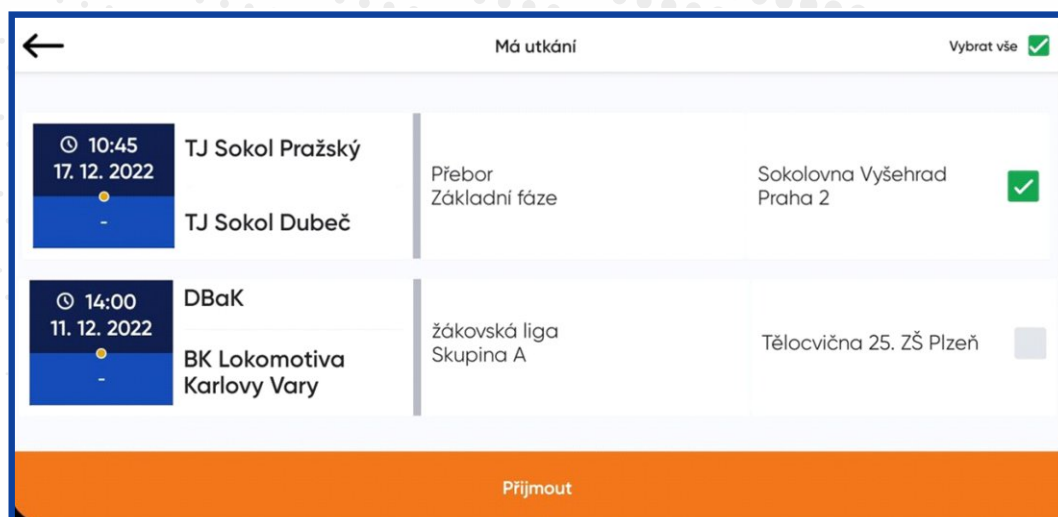 Má utkání
Vybrat vše
10:45
17. 12. 2022
-
TJ Sokol Pražský
TJ Sokol Dubeč
Přebor
Základní fáze
Sokolovna Vyšehrad
Praha 2
14:00
11. 12. 2022
-
DBaK
BK Lokomotiva
Karlovy Vary
žákovská liga
Skupina A
Tělocvična 25. ZŠ Plzeň
Přijmout